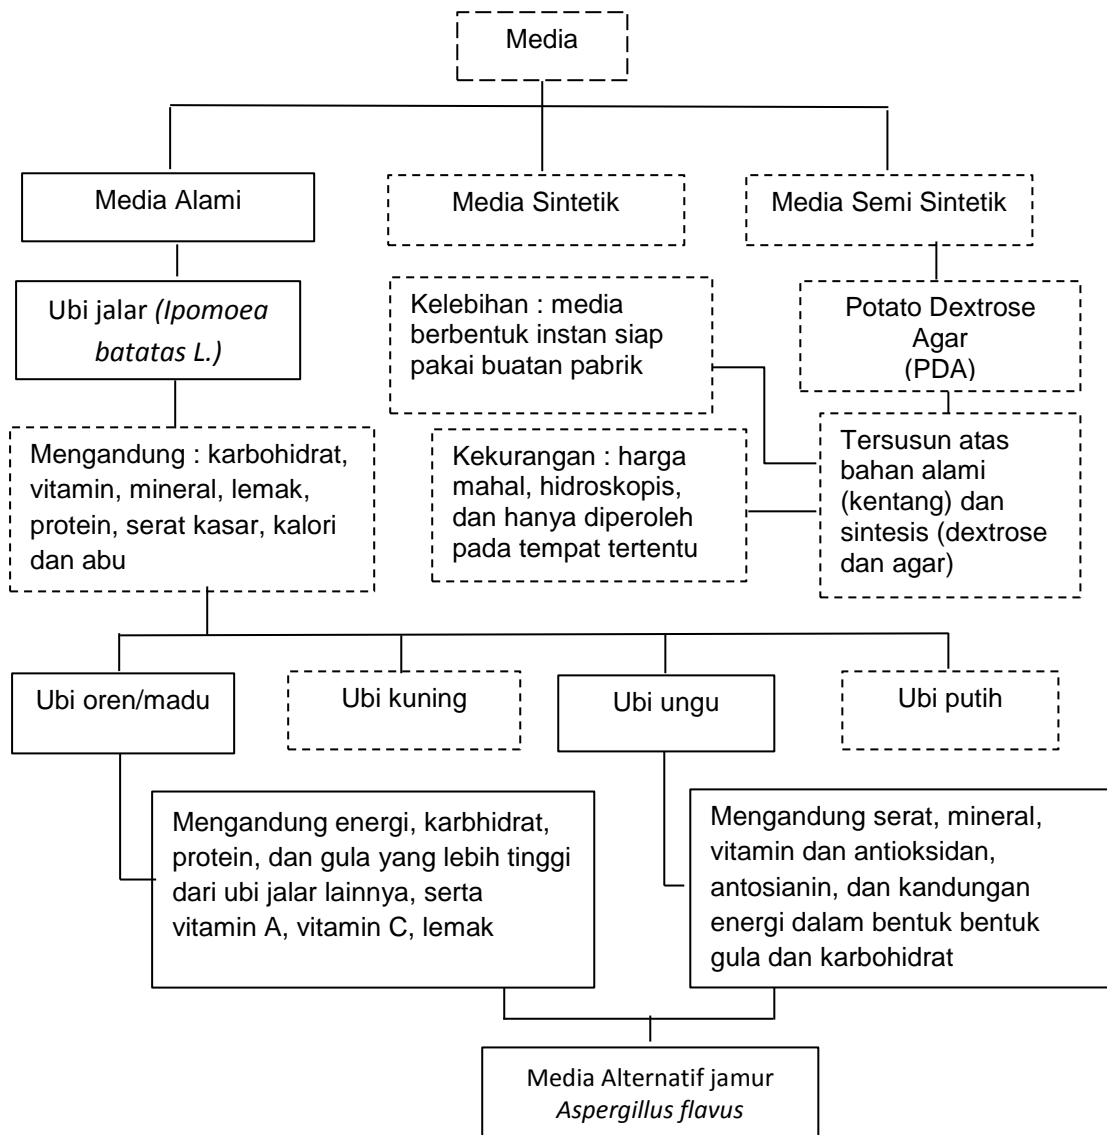 Media
Media Alami
Media Sintetik
Media Semi Sintetik
Ubi jalar (Ipomoea
batatas L.)
Kelebihan : media
berbentuk instan siap
pakai buatan pabrik
Potato Dextrose
Agar
(PDA)
Mengandung : karbohidrat,
vitamin, mineral, lemak,
protein, serat kasar, kalori
dan abu
Kekurangan : harga
mahal, hidroskopis,
dan hanya diperoleh
pada tempat tertentu
Tersusun atas
bahan alami
(kentang) dan
sintesis (dextrose
dan agar)
Ubi oren/madu
Ubi kuning
Ubi ungu
Ubi putih
Mengandung energi, karbhidrat,
protein, dan gula yang lebih tinggi
dari ubi jalar lainnya, serta
vitamin A, vitamin C, lemak
Mengandung serat, mineral,
vitamin dan antioksidan,
antosianin, dan kandungan
energi dalam bentuk bentuk
gula dan karbohidrat
Media Alternatif jamur
Aspergillus flavus